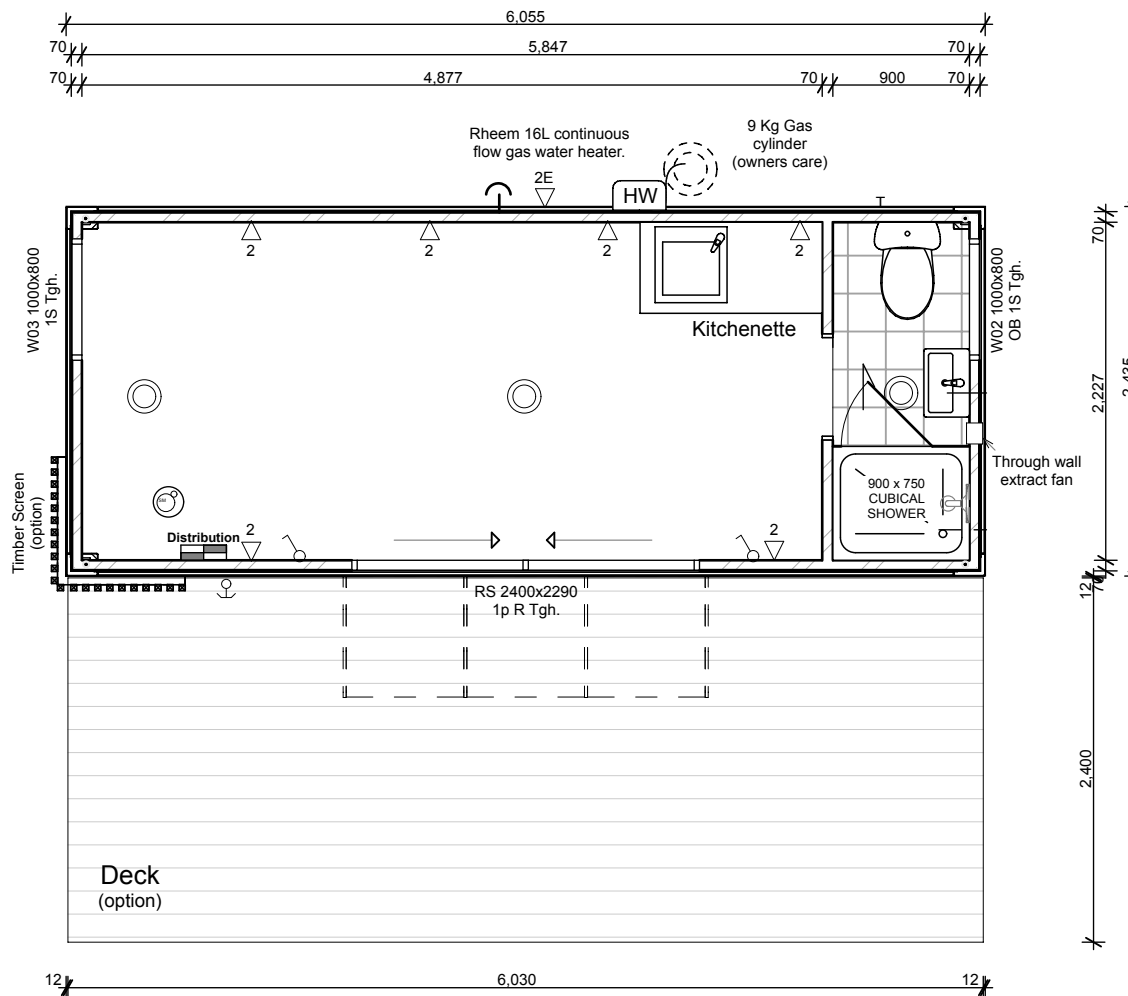 6,055
70 5,847 70
70 4,877 70 900 70
Rheem 16L continuous
flow gas water heater.
9 Kg Gas
cylinder
(owners care)
2E
HW
T
W03 1000x800
1S Tgh.
2 2 2 2
Kitchenette
W02 1000x800
OB 1S Tgh.
70
2,227
2,435
Through wall
extract fan
900 x 750
CUBICAL
SHOWER
Timber Screen
(option)
Distribution
2
2
RS 2400x2290
1p R Tgh.
12
70
2,400
Deck
(option)
12 6,030 12